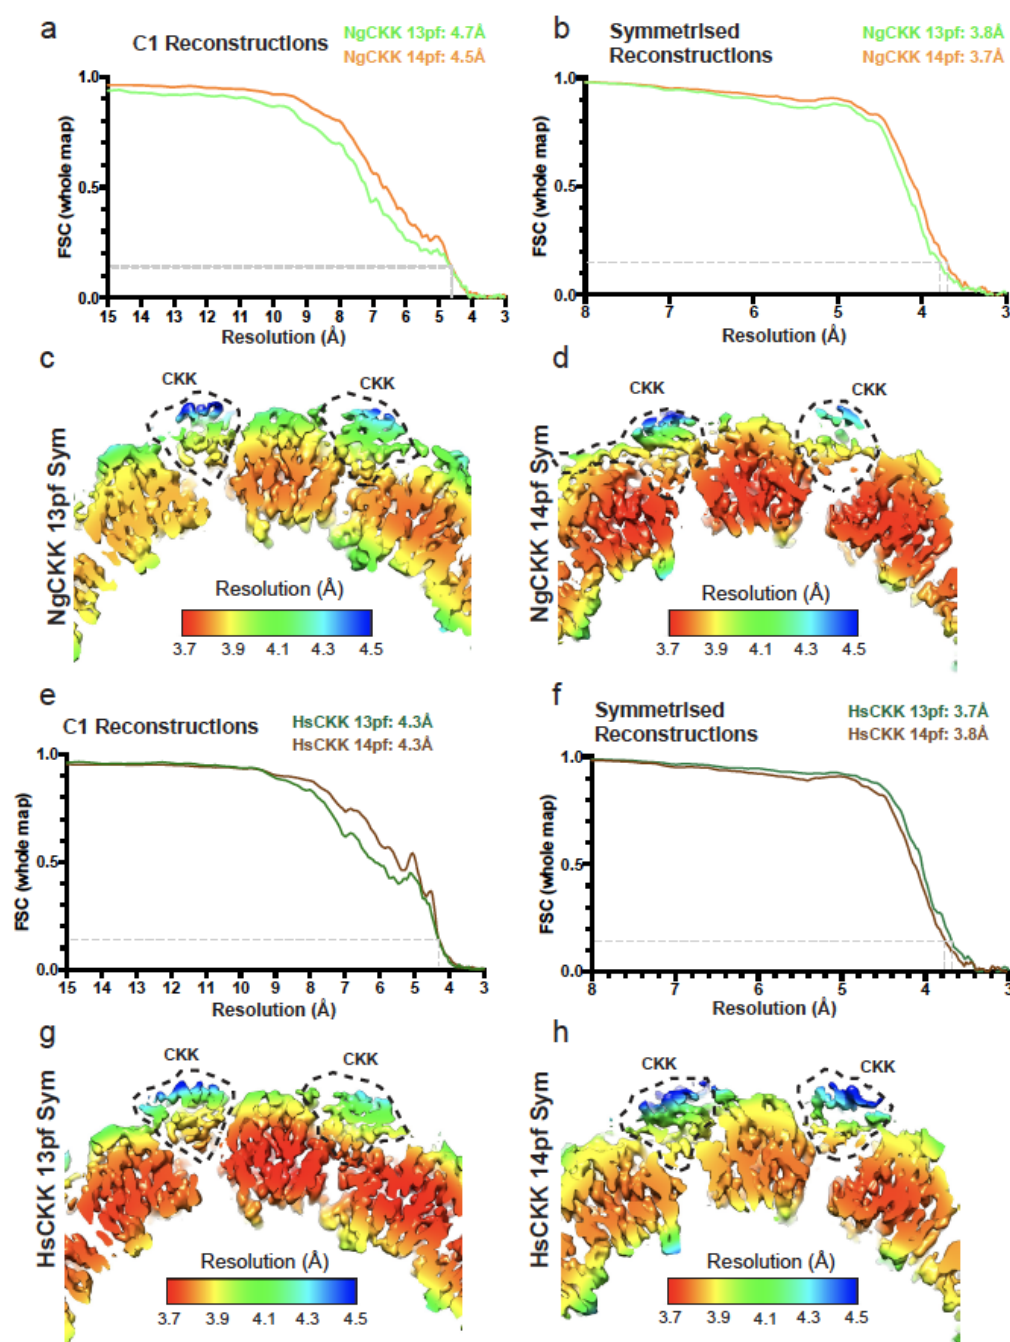 a
C1 Reconstructions
NgCKK 13pf: 4.7Å
NgCKK 14pf: 4.5Å
FSC (whole map)
1.0
0.5
0.0
15 14 13 12 11 10 9 8 7 6 5 4 3
Resolution (Å)
b
Symmetrised
Reconstructions
NgCKK 13pf: 3.8Å
NgCKK 14pf: 3.7Å
FSC (whole map)
1.0
0.5
0.0
8 7 8 5 4 3
Resolution (Å)
c
NgCKK 13pf Sym
CKK
CKK
Resolution (Å)
3.7 3.9 4.1 4.3 4.5
d
NgCKK 14pf Sym
CKK
CKK
Resolution (Å)
3.7 3.9 4.1 4.3 4.5
e
C1 Reconstructions
HsCKK 13pf: 4.3Å
HsCKK 14pf: 4.3Å
FSC (whole map)
1.0
0.5
0.0
15 14 13 12 11 10 9 8 7 6 5 4 3
Resolution (Å)
f
Symmetrised
Reconstructions
HsCKK 13pf: 3.7Å
HsCKK 14pf: 3.8Å
FSC (whole map)
1.0
0.5
0.0
8 7 6 5 4 3
Resolution (Å)
g
HsCKK 13pf Sym
CKK
CKK
Resolution (Å)
3.7 3.9 4.1 4.3 4.5
h
HsCKK 14pf Sym
CKK
CKK
Resolution (Å)
3.7 3.9 4.1 4.3 4.5